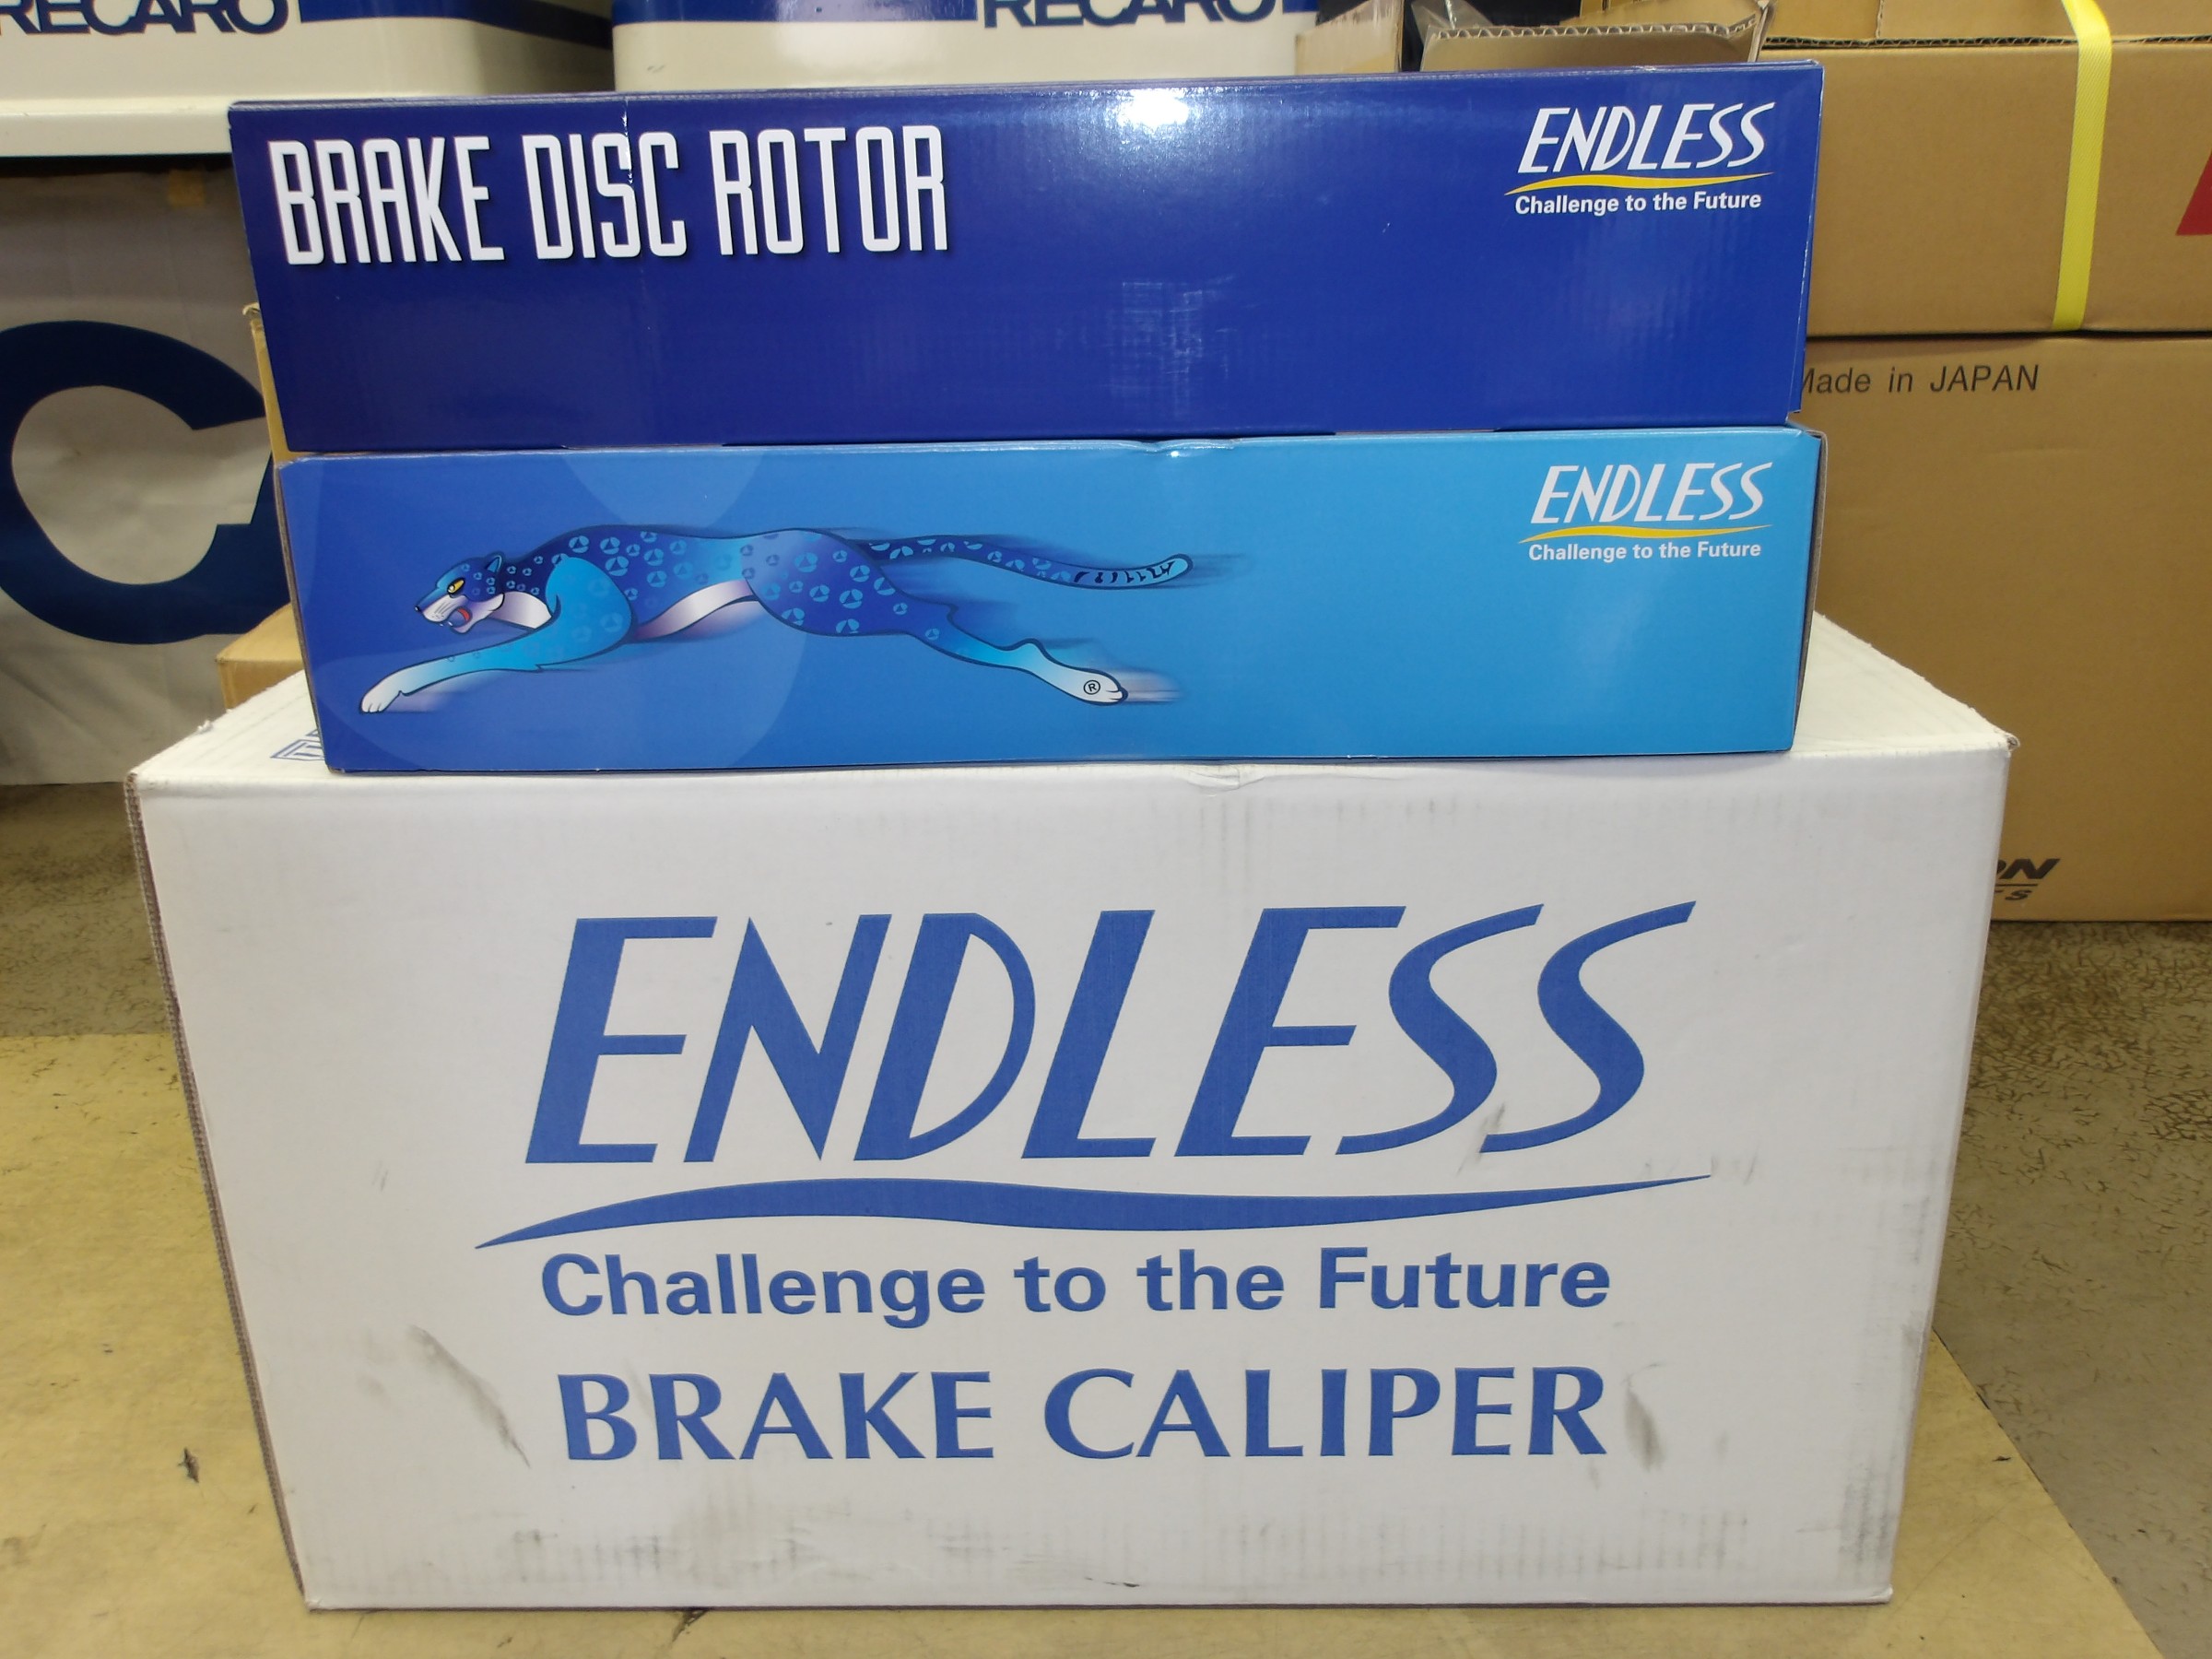 RECARO
RECARO
BRAKE DISC ROTOR
ENDLESS
Challenge to the Future
Made in JAPAN
ENDLESS
Challenge to the Future
®
ENDLESS
Challenge to the Future
BRAKE CALIPER